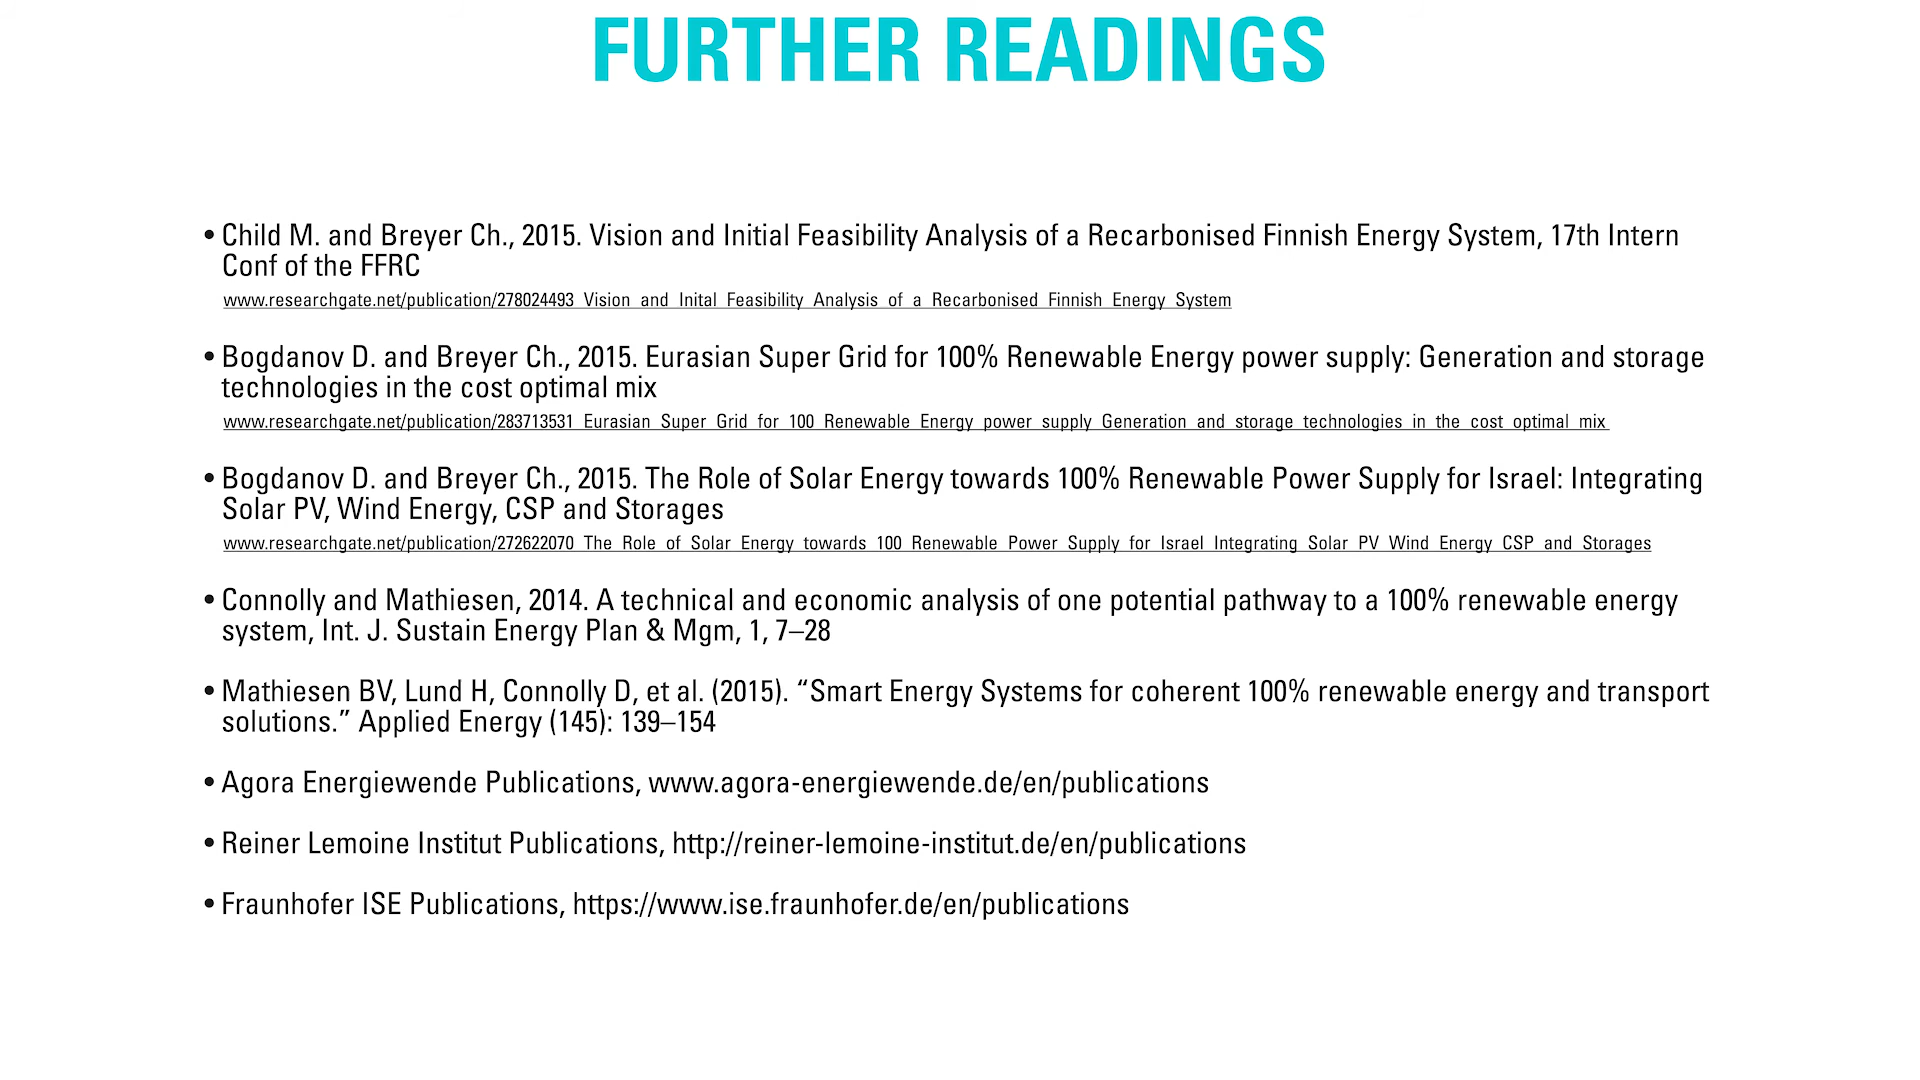 FURTHER READINGS
• Child M. and Breyer Ch., 2015. Vision and Initial Feasibility Analysis of a Recarbonised Finnish Energy System, 17th Intern
Conf of the FFRC
www.researchgate.net/publication/278024493_Vision_and_Inital_Feasibility_Analysis_of_a_Recarbonised_Finnish_Energy_System
• Bogdanov D. and Breyer Ch., 2015. Eurasian Super Grid for 100% Renewable Energy power supply: Generation and storage
technologies in the cost optimal mix
www.researchgate.net/publication/283713531_Eurasian_Super_Grid_for_100_Renewable_Energy_power_supply_Generation_and_storage_technologies_in_the_cost_optimal_mix
• Bogdanov D. and Breyer Ch., 2015. The Role of Solar Energy towards 100% Renewable Power Supply for Israel: Integrating
Solar PV, Wind Energy, CSP and Storages
www.researchgate.net/publication/272622070_The_Role_of_Solar_Energy_towards_100_Renewable_Power_Supply_for_Israel_Integrating_Solar_PV_Wind_Energy_CSP_and_Storages
• Connolly and Mathiesen, 2014. A technical and economic analysis of one potential pathway to a 100% renewable energy
system, Int. J. Sustain Energy Plan & Mgm, 1, 7–28
• Mathiesen BV, Lund H, Connolly D, et al. (2015). “Smart Energy Systems for coherent 100% renewable energy and transport
solutions.” Applied Energy (145): 139–154
• Agora Energiewende Publications, www.agora-energiewende.de/en/publications
• Reiner Lemoine Institut Publications, http://reiner-lemoine-institut.de/en/publications
• Fraunhofer ISE Publications, https://www.ise.fraunhofer.de/en/publications